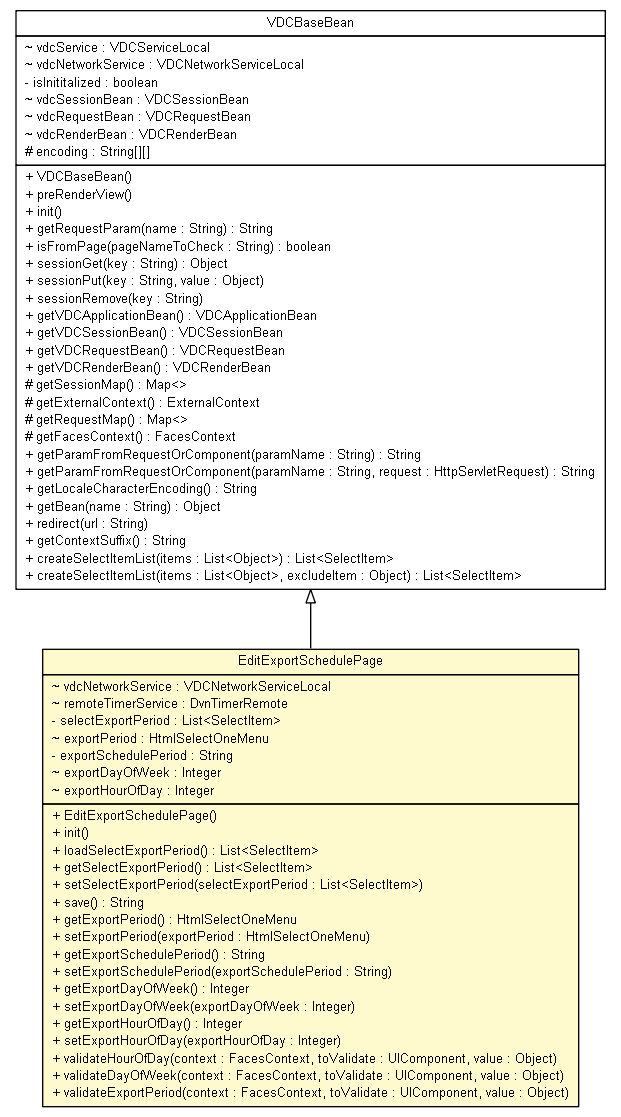 VDCBaseBean
~ vdcService : VDCServiceLocal
~ vdcNetworkService : VDCNetworkServiceLocal
- isInititalized : boolean
~ vdcSessionBean : VDCSessionBean
~ vdcRequestBean : VDCRequestBean
~ vdcRenderBean : VDCRenderBean
# encoding : String[][]
+ VDCBaseBean()
+ preRenderView()
+ init()
+ getRequestParam(name : String) : String
+ isFromPage(pageNameToCheck : String) : boolean
+ sessionGet(key : String) : Object
+ sessionPut(key : String, value : Object)
+ sessionRemove(key : String)
+ getVDCApplicationBean() : VDCApplicationBean
+ getVDCSessionBean() : VDCSessionBean
+ getVDCRequestBean() : VDCRequestBean
+ getVDCRenderBean() : VDCRenderBean
# getSessionMap() : Map<>
# getExternalContext() : ExternalContext
# getRequestMap() : Map<>
# getFacesContext() : FacesContext
+ getParamFromRequestOrComponent(paramName : String) : String
+ getParamFromRequestOrComponent(paramName : String, request : HttpServletRequest) : String
+ getLocaleCharacterEncoding() : String
+ getBean(name : String) : Object
+ redirect(url : String)
+ getContextSuffix() : String
+ createSelectItemList(items : List<Object>) : List<SelectItem>
+ createSelectItemList(items : List<Object>, excludeItem : Object) : List<SelectItem>
EditExportSchedulePage
~ vdcNetworkService : VDCNetworkServiceLocal
~ remoteTimerService : DvnTimerRemote
- selectExportPeriod : List<SelectItem>
~ exportPeriod : HtmlSelectOneMenu
- exportSchedulePeriod : String
~ exportDayOfWeek : Integer
~ exportHourOfDay : Integer
+ EditExportSchedulePage()
+ init()
+ loadSelectExportPeriod() : List<SelectItem>
+ getSelectExportPeriod() : List<SelectItem>
+ setSelectExportPeriod(selectExportPeriod : List<SelectItem>)
+ save() : String
+ getExportPeriod() : HtmlSelectOneMenu
+ setExportPeriod(exportPeriod : HtmlSelectOneMenu)
+ getExportSchedulePeriod() : String
+ setExportSchedulePeriod(exportSchedulePeriod : String)
+ getExportDayOfWeek() : Integer
+ setExportDayOfWeek(exportDayOfWeek : Integer)
+ getExportHourOfDay() : Integer
+ setExportHourOfDay(exportHourOfDay : Integer)
+ validateHourOfDay(context : FacesContext, toValidate : UIComponent, value : Object)
+ validateDayOfWeek(context : FacesContext, toValidate : UIComponent, value : Object)
+ validateExportPeriod(context : FacesContext, toValidate : UIComponent, value : Object)